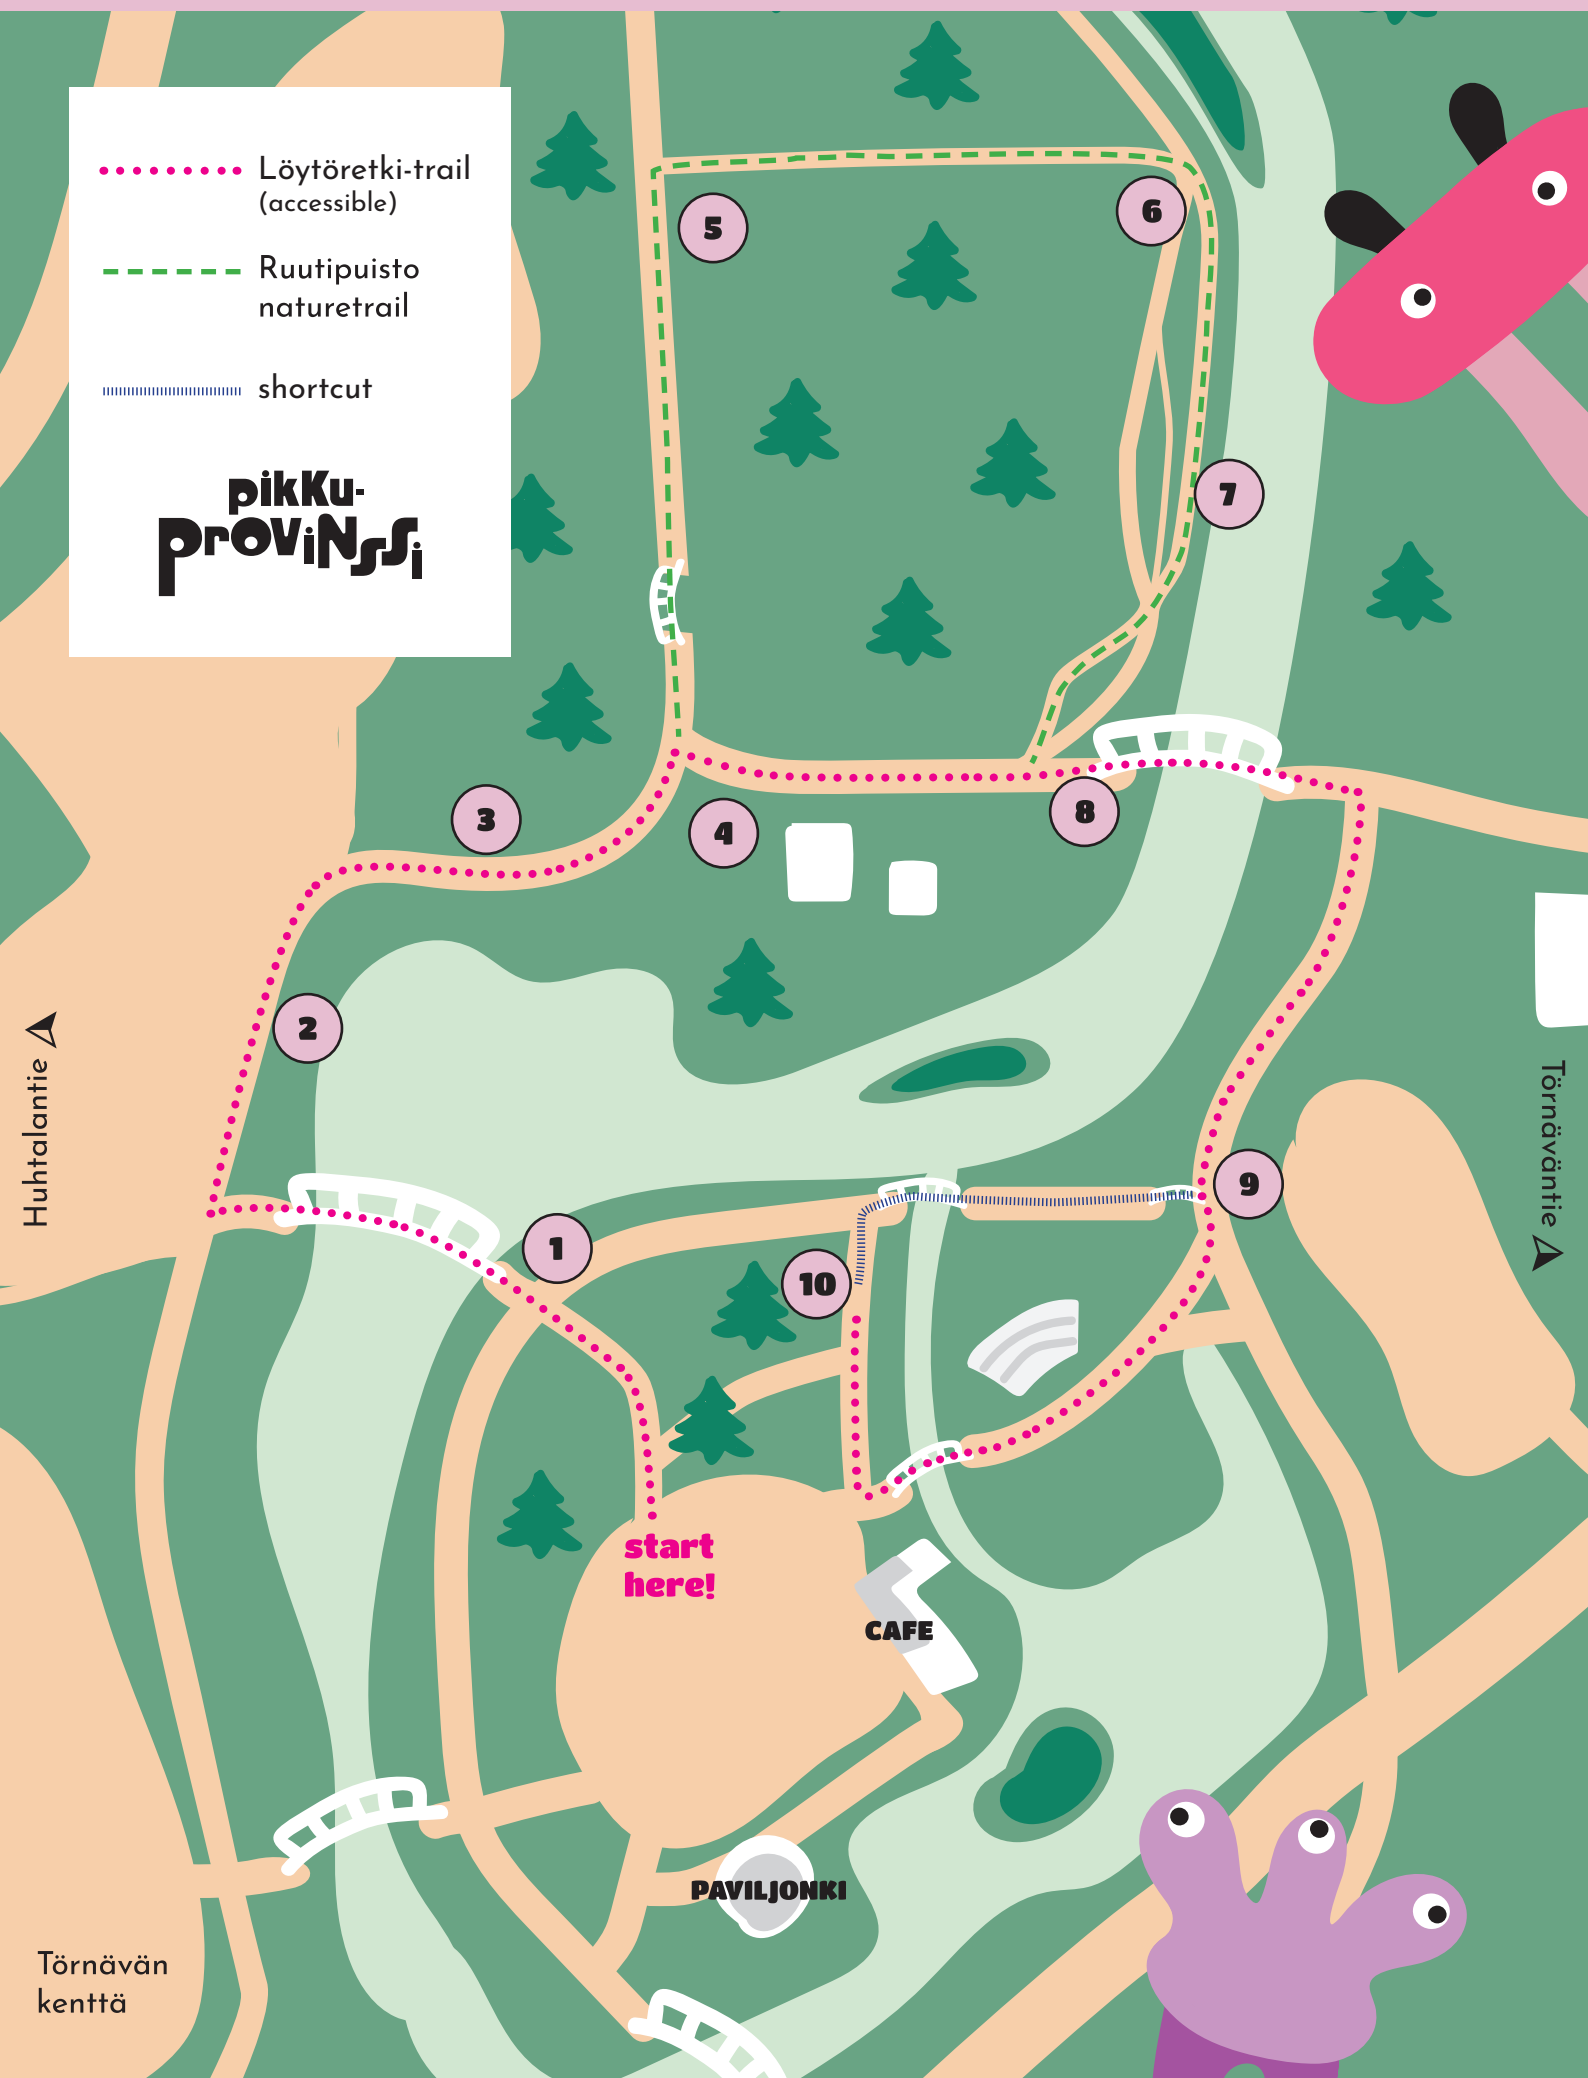 Löytöretki-trail
(accessible)
Ruutipuisto
naturetrail
shortcut
pikku-
provinssi
5
6
7
3
4
8
2
Huhtalantie
Törnäväntie
9
1
10
start
here!
CAFE
PAVILJONKI
Törnävän
kenttä